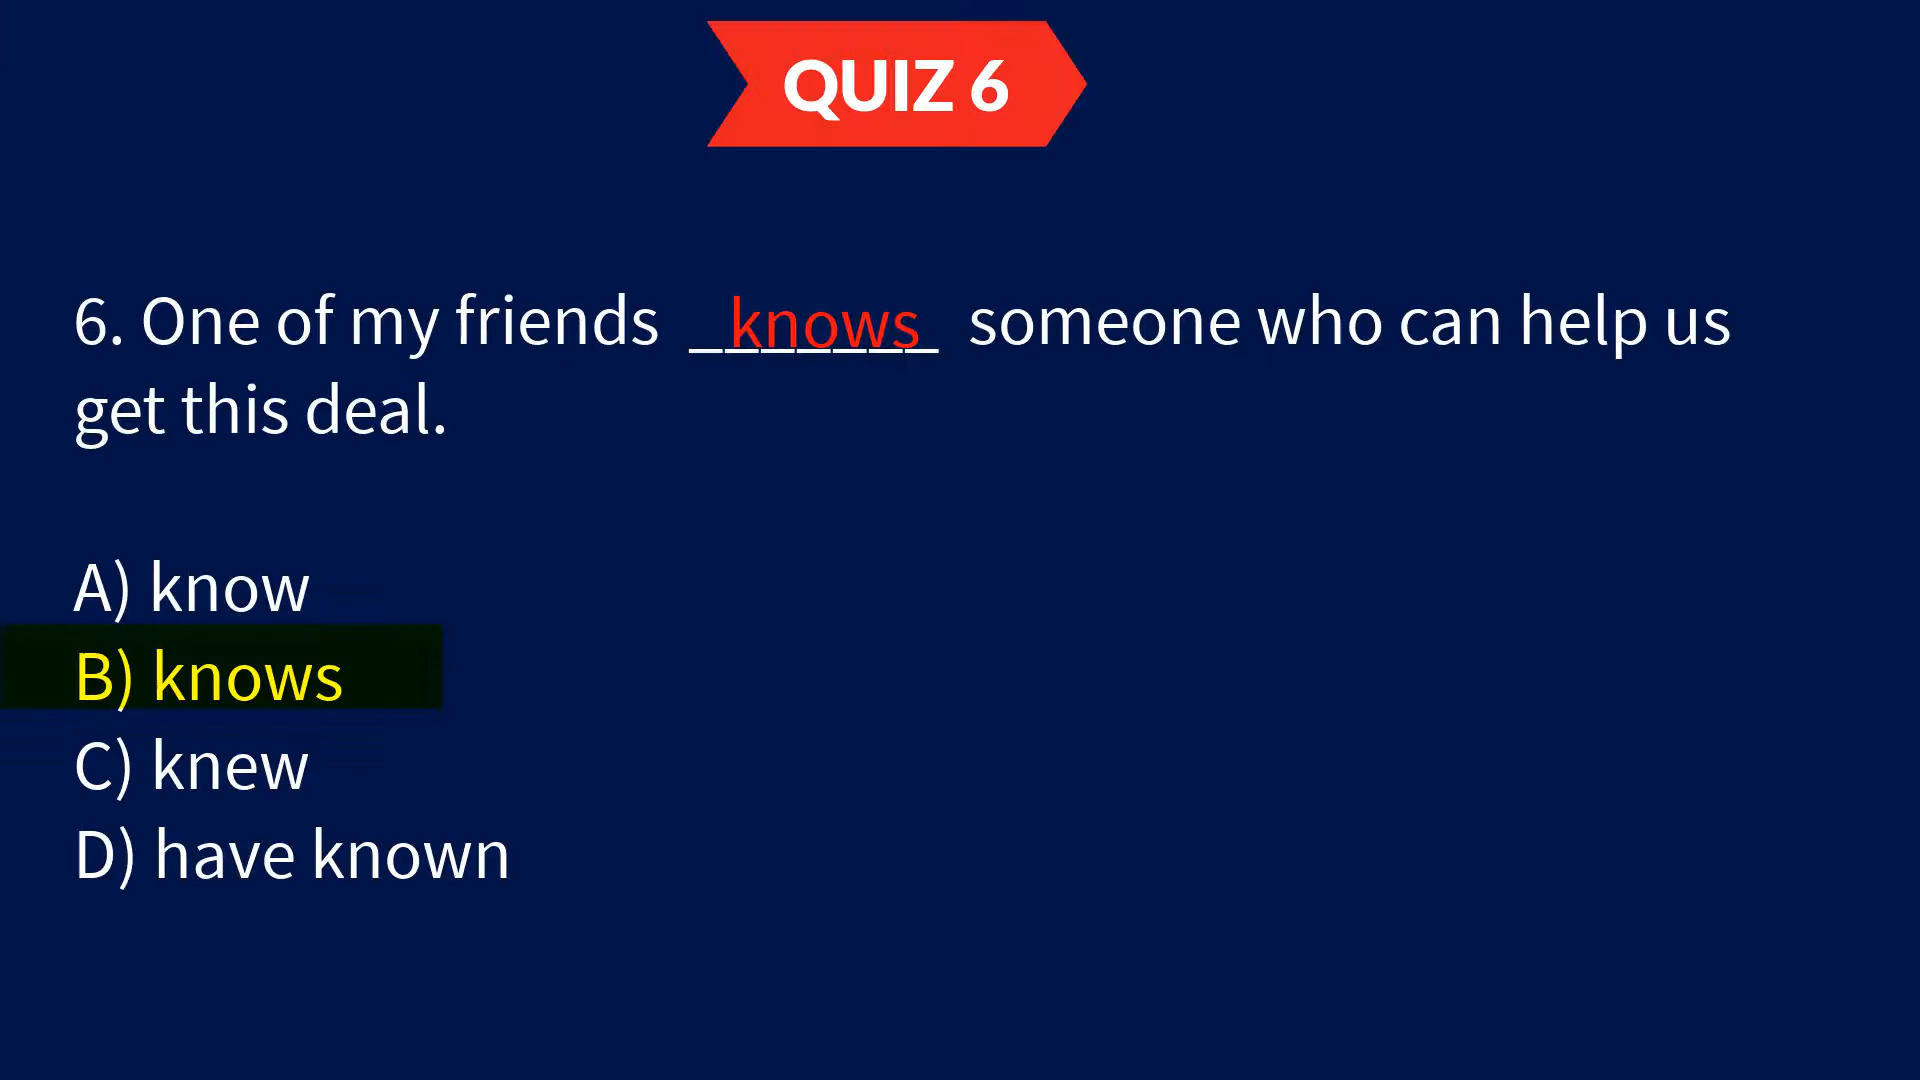 QUIZ 6
6. One of my friends knows someone who can help us
get this deal.
A) know
B) knows
C) knew
D) have known